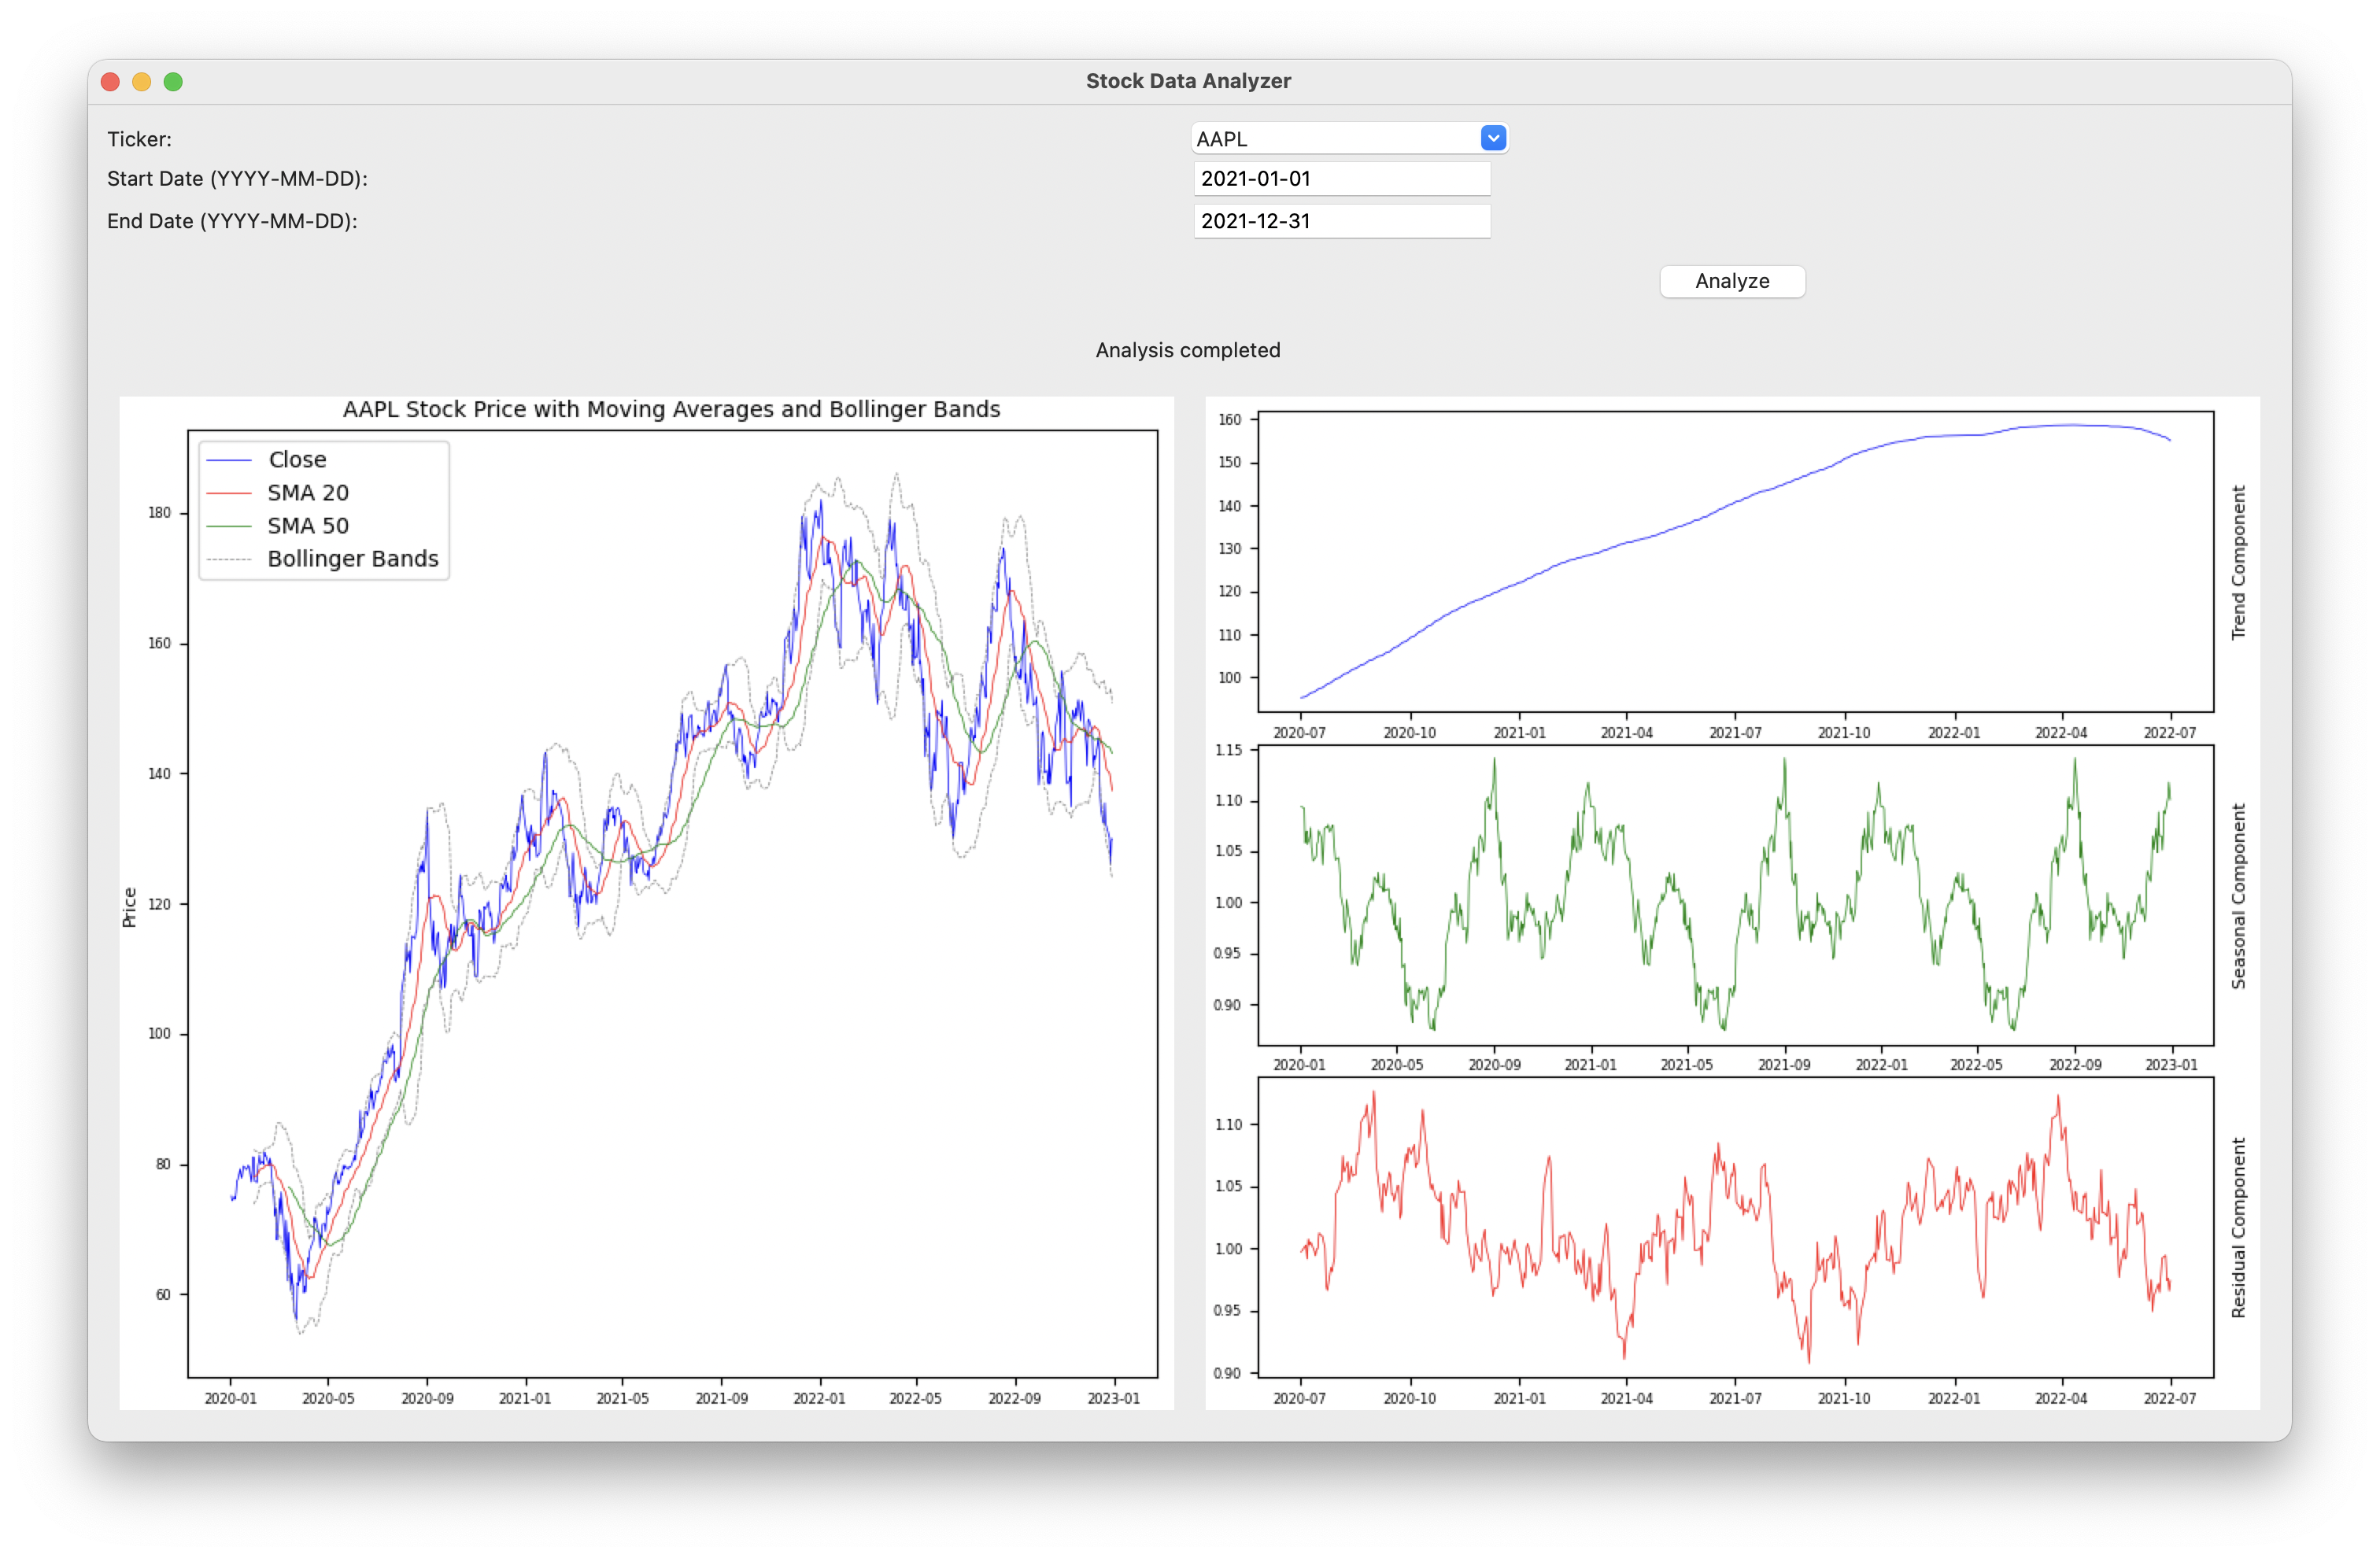 Stock Data Analyzer
Ticker:
AAPL
Start Date (YYYY-MM-DD):
2021-01-01
End Date (YYYY-MM-DD):
2021-12-31
Analyze
Analysis completed
AAPL Stock Price with Moving Averages and Bollinger Bands
Close
SMA 20
SMA 50
Bollinger Bands
Price
180
160
140
120
100
80
60
2020-01 2020-05 2020-09 2021-01 2021-05 2021-09 2022-01 2022-05 2022-09 2023-01
160
150
140
130
120
110
100
Trend Component
2020-07 2020-10 2021-01 2021-04 2021-07 2021-10 2022-01 2022-04 2022-07
1.15
1.10
1.05
1.00
0.95
0.90
Seasonal Component
2020-01 2020-05 2020-09 2021-01 2021-05 2021-09 2022-01 2022-05 2022-09 2023-01
1.10
1.05
1.00
0.95
0.90
Residual Component
2020-07 2020-10 2021-01 2021-04 2021-07 2021-10 2022-01 2022-04 2022-07